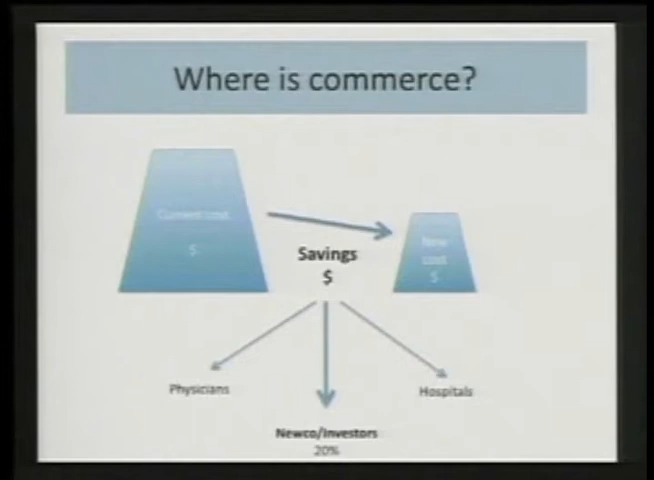 Where is commerce?
Current cost
$
Savings
$
New
cost
$
Physicians
Hospitals
Newco/Investors
20%